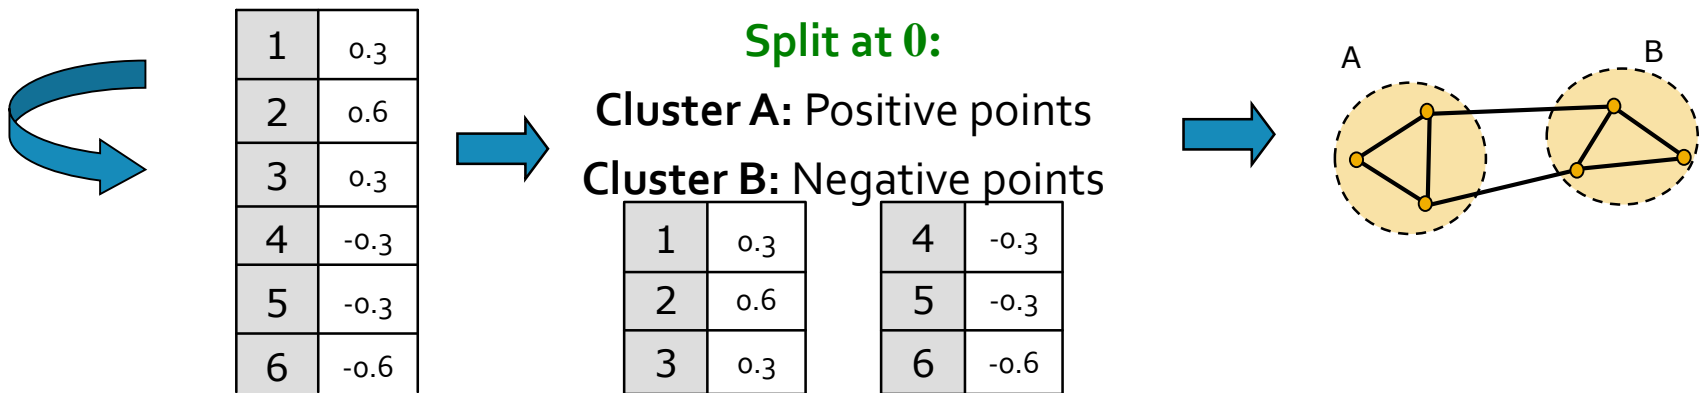 1 0.3
2 0.6
3 0.3
4 -0.3
5 -0.3
6 -0.6
Split at 0:
Cluster A: Positive points
Cluster B: Negative points
1 0.3
2 0.6
3 0.3
4 -0.3
5 -0.3
6 -0.6
A
B